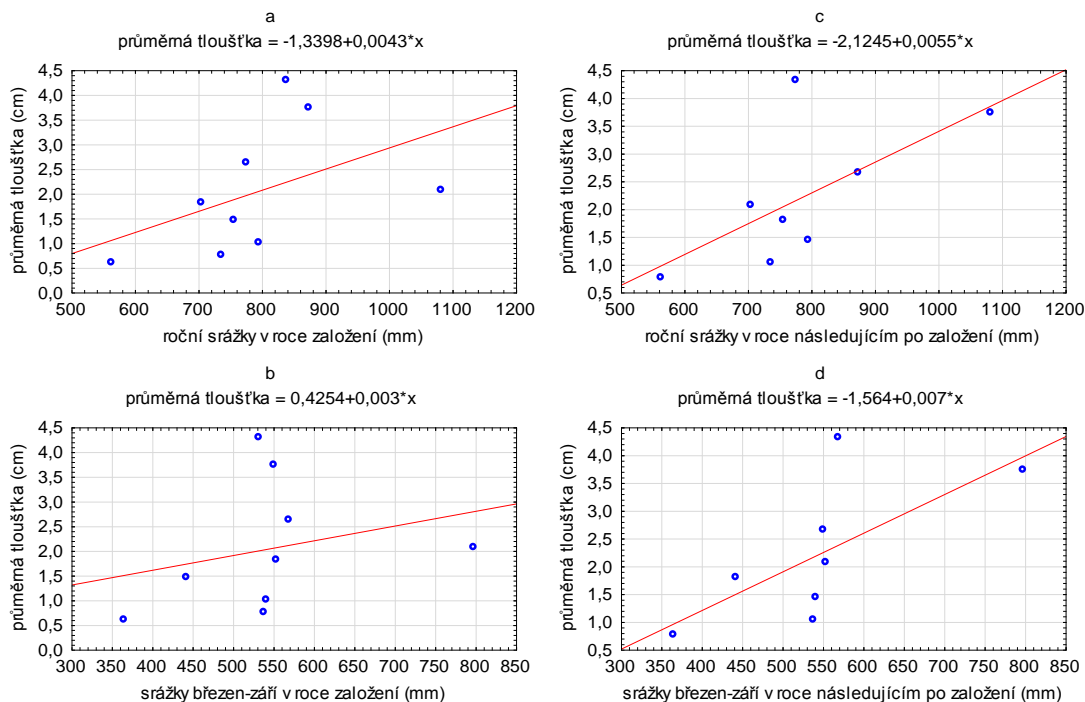 a
průměrná tloušťka = -1,3398+0,0043*x
4,5
4,0
3,5
3,0
2,5
2,0
1,5
1,0
0,5
0,0
průměrná tloušťka (cm)
500 600 700 800 900 1000 1100 1200
roční srážky v roce založení (mm)
c
průměrná tloušťka = -2,1245+0,0055*x
4,5
4,0
3,5
3,0
2,5
2,0
1,5
1,0
0,5
průměrná tloušťka (cm)
500 600 700 800 900 1000 1100 1200
roční srážky v roce následujícím po založení (mm)
b
průměrná tloušťka = 0,4254+0,003*x
4,5
4,0
3,5
3,0
2,5
2,0
1,5
1,0
0,5
0,0
průměrná tloušťka (cm)
300 350 400 450 500 550 600 650 700 750 800 850
srážky březen-září v roce založení (mm)
d
průměrná tloušťka = -1,564+0,007*x
4,5
4,0
3,5
3,0
2,5
2,0
1,5
1,0
0,5
průměrná tloušťka (cm)
300 350 400 450 500 550 600 650 700 750 800 850
srážky březen-září v roce následujícím po založení (mm)